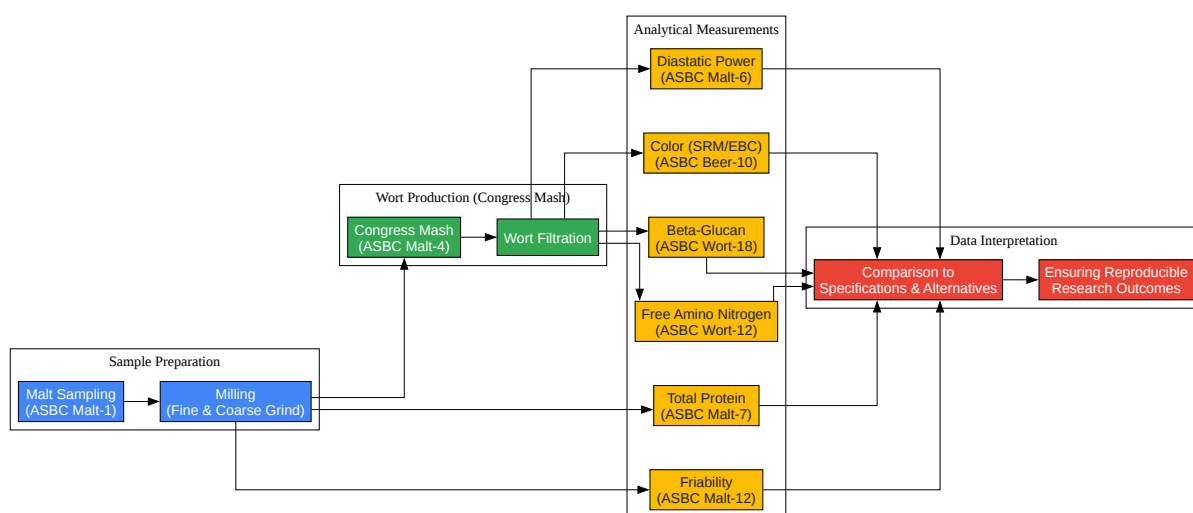 Analytical Measurements
Diastatic Power
(ASBC Malt-6)
Color (SRM/EBC)
(ASBC Beer-10)
Wort Production (Congress Mash)
Congress Mash
(ASBC Malt-4)
Wort Filtration
Beta-Glucan
(ASBC Wort-18)
Data Interpretation
Comparison to
Specifications & Alternatives
Ensuring Reproducible
Research Outcomes
Free Amino Nitrogen
(ASBC Wort-12)
Sample Preparation
Malt Sampling
(ASBC Malt-1)
Milling
(Fine & Coarse Grind)
Total Protein
(ASBC Malt-7)
Friability
(ASBC Malt-12)